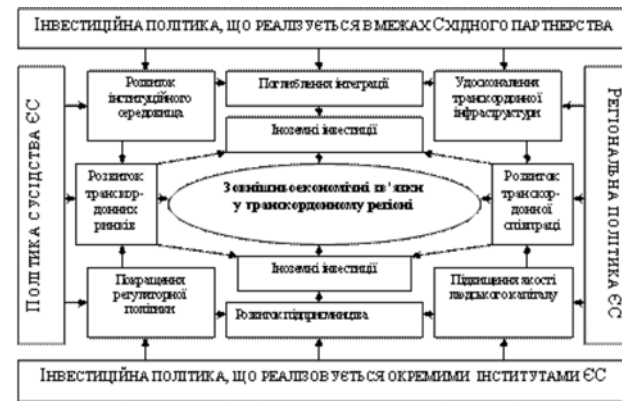 ІНВЕСТИЦІЙНА ПОЛІТИКА, ЩО РЕАЛІЗУЄТЬСЯ В МЕЖАХ СХІДНОГО ПАРТНЕРСТВА
ПОЛІТИКА СУСІДСТВА ЄС
Розвиток
інституційного
середовища
Поглиблення інтеграції
Удосконалення
транскордонної
інфраструктури
РЕГІОНАЛЬНА ПОЛІТИКА ЄС
Іноземні інвестиції
Розвиток
транскор-
донних
ринків
Зовнішньоекономічні зв'язки
у транскордонному регіоні
Розвиток
транскор-
донної
співпраці
Іноземні інвестиції
Покращення
регуляторної
політики
Розвиток підприємництва
Підвищення якості
людського капіталу
ІНВЕСТИЦІЙНА ПОЛІТИКА, ЩО РЕАЛІЗОВУЄТЬСЯ ОКРЕМИМИ ІНСТИТУТАМИ ЄС